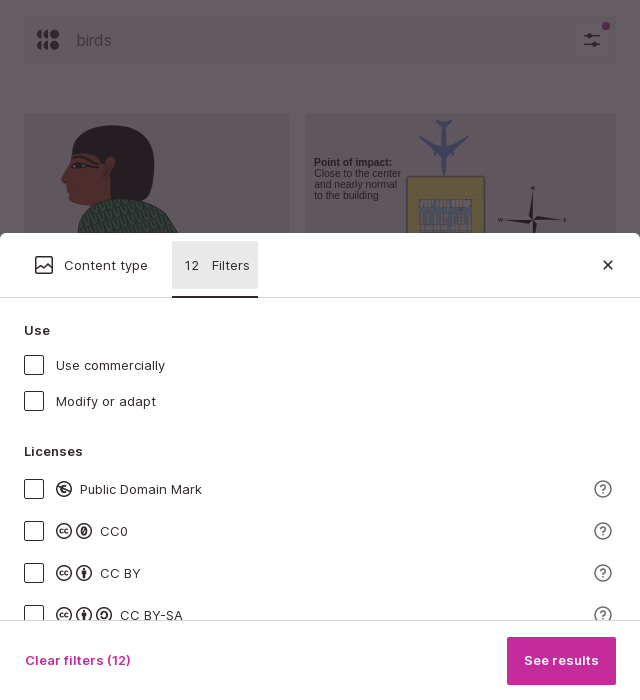 birds
Point of impact:
Close to the center
and nearly normal
to the building
N
W E
Content type
12 Filters
Use
Use commercially
Modify or adapt
Licenses
Public Domain Mark
CC0
CC BY
CC BY-SA
Clear filters (12)
See results